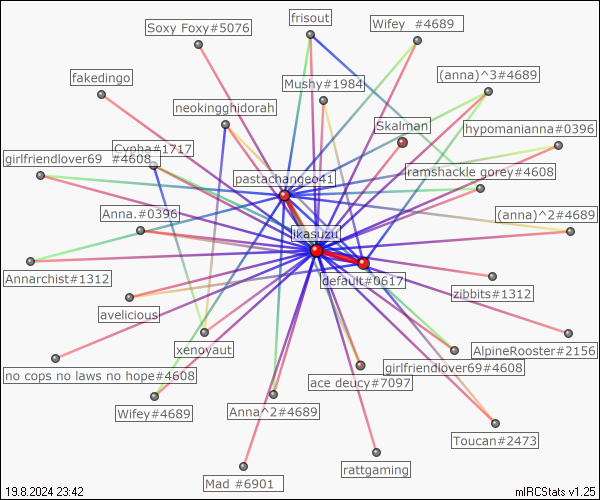 frisout
Soxy Foxy#5076
Wifey #4689
fakedingo
Mushy#1984
(anna)^3#4689
neokingghidorah
Skalman
hypomanianna#0396
Cypha#1717
girlfriendlover69 #4608
ramshackle gorey#4608
pastachangeo41
Anna.#0396
(anna)^2#4689
ikasuzu
Annarchist#1312
default#0617
zibbits#1312
avelicious
xenoyaut
AlpineRooster#2156
no cops no laws no hope#4608
girlfriendlover69#4608
ace deucy#7097
Wifey#4689
Anna^2#4689
Toucan#2473
Mad #6901
rattgaming
19.8.2024 23:42
mIRCStats v1.25